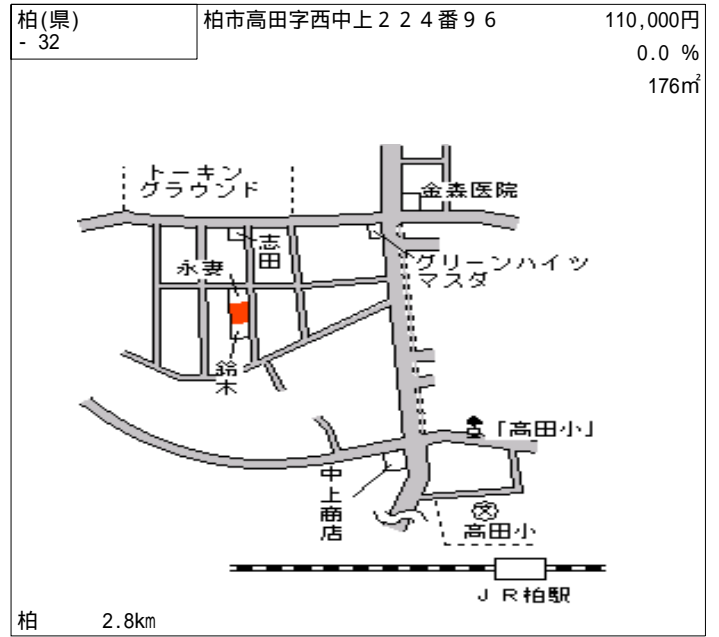 柏(県)
- 32
柏市高田字西中上２２４番９６
110,000円
0.0 %
176㎡
トーキン
グラウンド
金森医院
志田
グリーンハイツ
マスダ
永妻
鈴木
「高田小」
中上商店
文
高田小
ＪＲ柏駅
柏 2.8km